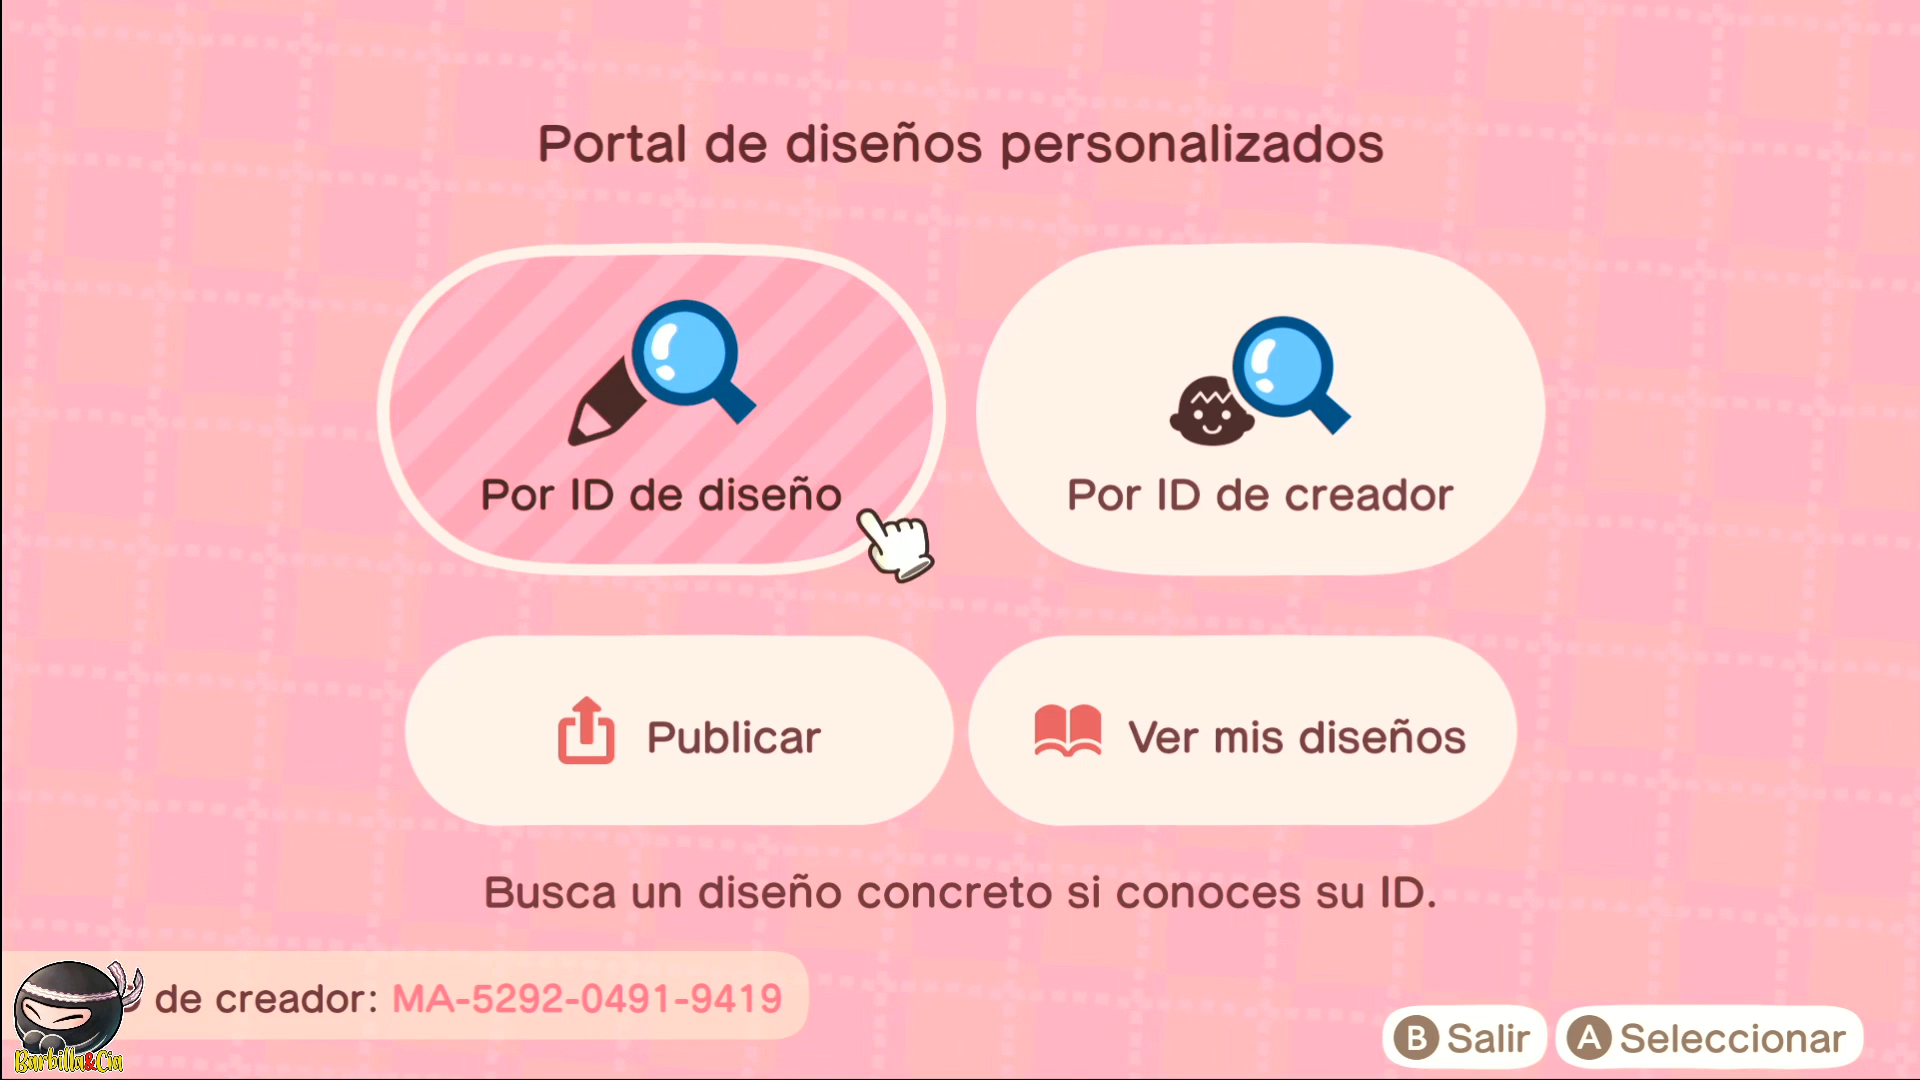 Portal de diseños personalizados
Por ID de diseño
Por ID de creador
Publicar
Ver mis diseños
Busca un diseño concreto si conoces su ID.
de creador: MA-5292-0491-9419
Barbilla&Cia
B Salir
A Seleccionar